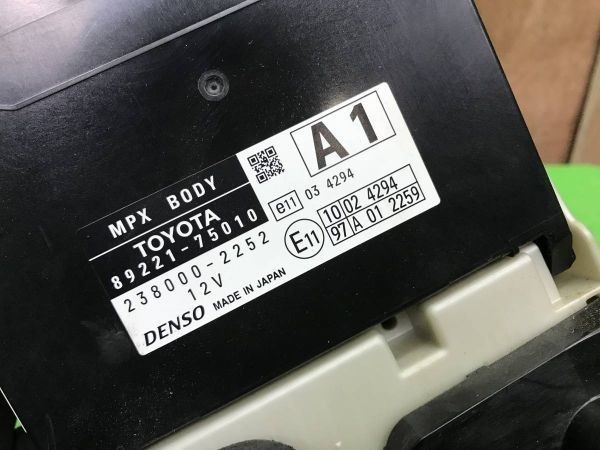 MPX BODY
TOYOTA
89221-75010
238000-2252
12V
DENSO MADE IN JAPAN
A1
e11 03 4294
E11
10 02 4294
97 A 01 2259